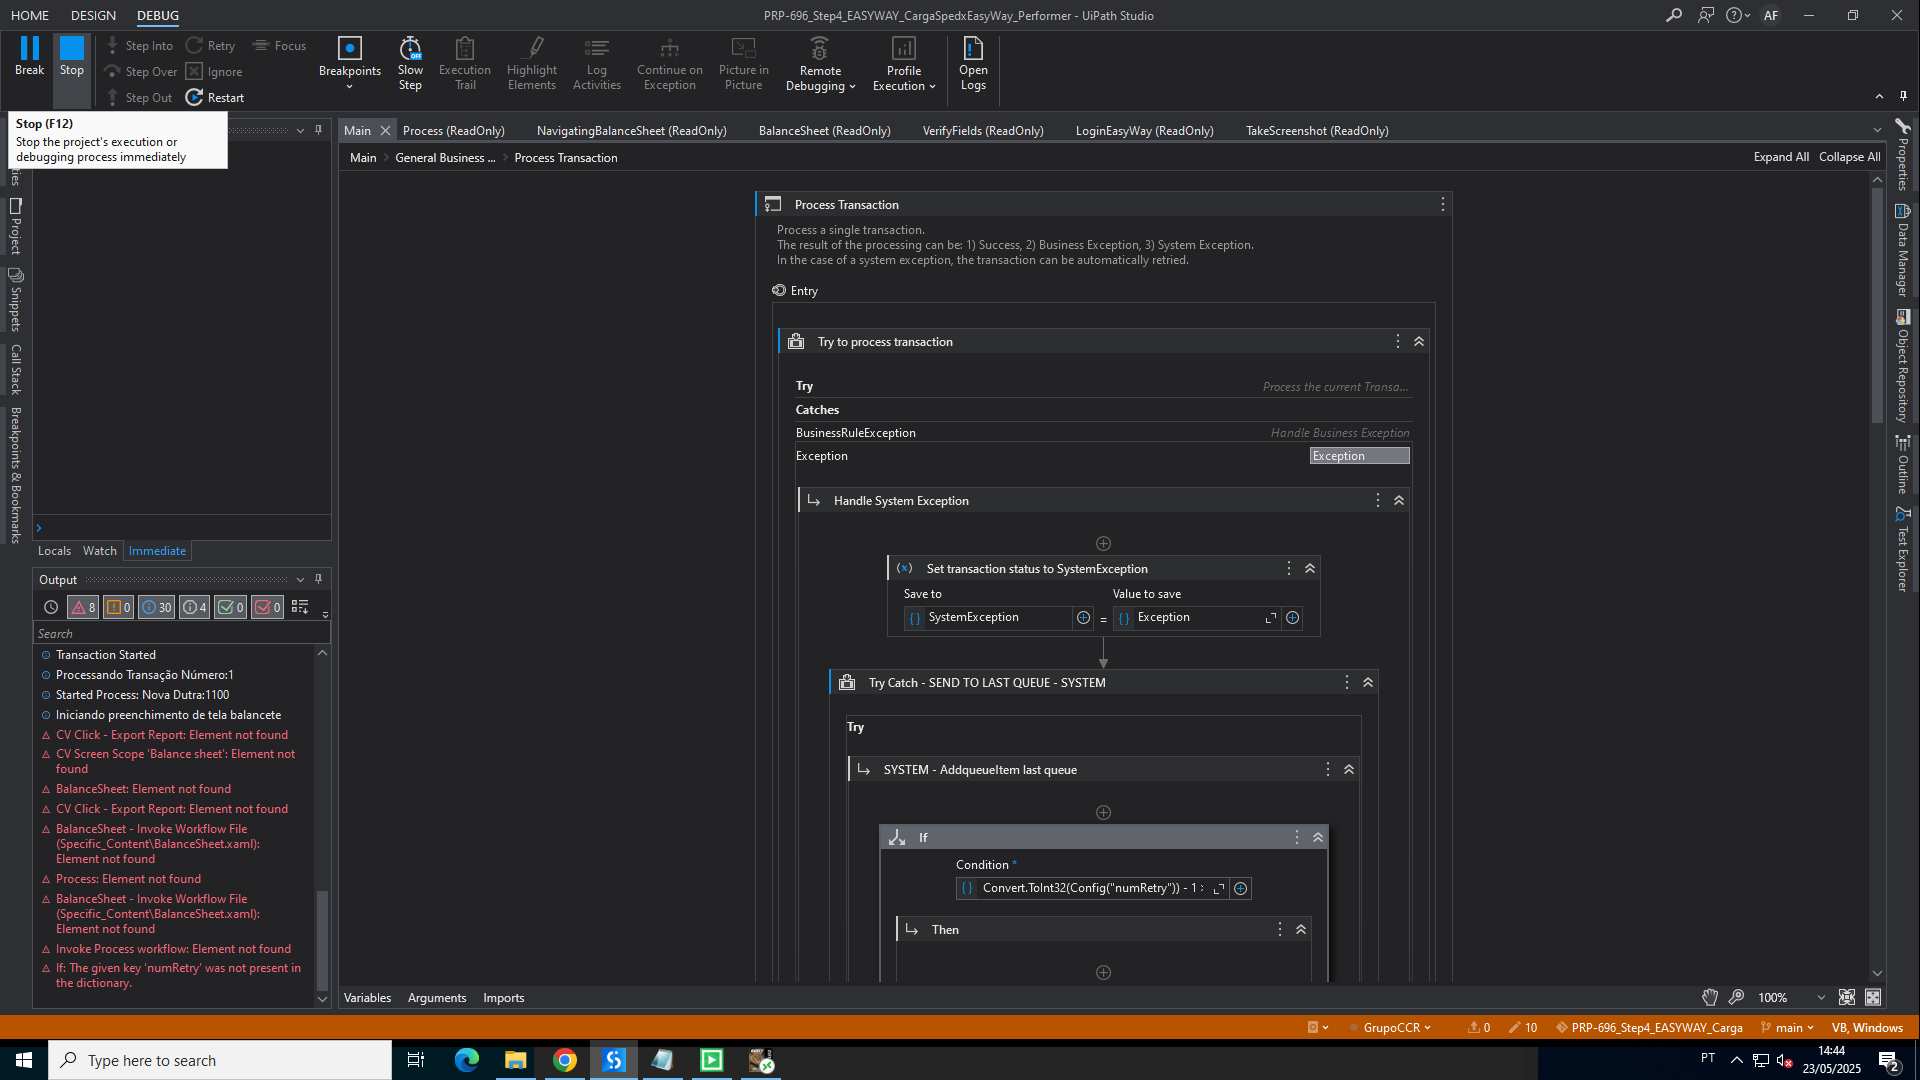 HOME DESIGN DEBUG
PRP-696_Step4_EASYWAY_CargaSpedxEasyWay_Performer - UiPath Studio
AF
Break
Stop
Step Into
Step Over
Step Out
Retry
Ignore
Restart
Focus
Breakpoints
Slow
Step
Execution
Trail
Highlight
Elements
Log
Activities
Continue on
Exception
Picture in
Picture
Remote
Debugging
Profile
Execution
Open
Logs
Stop (F12)
Stop the project's execution or
debugging process immediately
Main
Process (ReadOnly)
NavigatingBalanceSheet (ReadOnly)
BalanceSheet (ReadOnly)
VerifyFields (ReadOnly)
LoginEasyWay (ReadOnly)
TakeScreenshot (ReadOnly)
Main > General Business ... > Process Transaction
Expand All Collapse All
Project
Snippets
Call Stack
Breakpoints & Bookmarks
Properties
Data Manager
Object Repository
Outline
Test Explorer
Process Transaction
Process a single transaction.
The result of the processing can be: 1) Success, 2) Business Exception, 3) System Exception.
In the case of a system exception, the transaction can be automatically retried.
Entry
Try to process transaction
Try
Process the current Transa...
Catches
BusinessRuleException
Handle Business Exception
Exception
Exception
Handle System Exception
Set transaction status to SystemException
Save to
Value to save
SystemException
=
Exception
Try Catch - SEND TO LAST QUEUE - SYSTEM
Try
SYSTEM - AddqueueItem last queue
If
Condition *
Convert.ToInt32(Config("numRetry")) - 1 >
Then
Locals Watch Immediate
Output
8 0 30 4 0 0
Search
Transaction Started
Processando Transação Número:1
Started Process: Nova Dutra:1100
Iniciando preenchimento de tela balancete
CV Click - Export Report: Element not found
CV Screen Scope 'Balance sheet': Element not
found
BalanceSheet: Element not found
CV Click - Export Report: Element not found
BalanceSheet - Invoke Workflow File
(Specific_Content\BalanceSheet.xaml):
Element not found
Process: Element not found
BalanceSheet - Invoke Workflow File
(Specific_Content\BalanceSheet.xaml):
Element not found
Invoke Process workflow: Element not found
If: The given key 'numRetry' was not present in
the dictionary.
Variables Arguments Imports
100%
GrupoCCR
0
10
PRP-696_Step4_EASYWAY_Carga
main
VB, Windows
Type here to search
PT
14:44
23/05/2025
2